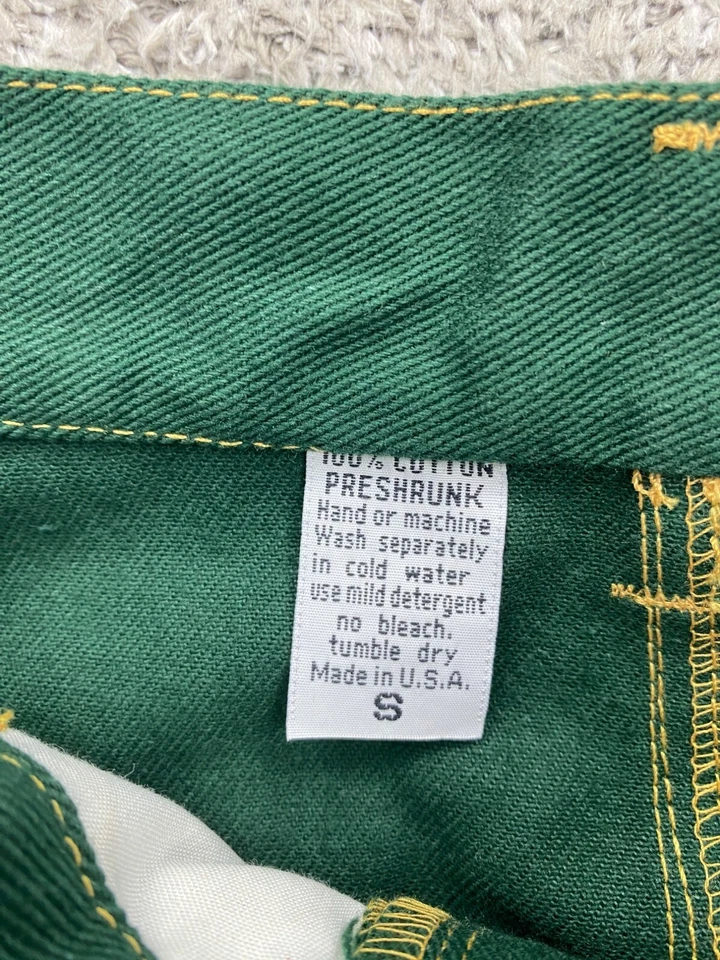 100% COTTON
PRESHRUNK
Hand or machine
Wash separately
in cold water
use mild detergent
no bleach.
tumble dry
Made in U.S.A.
S